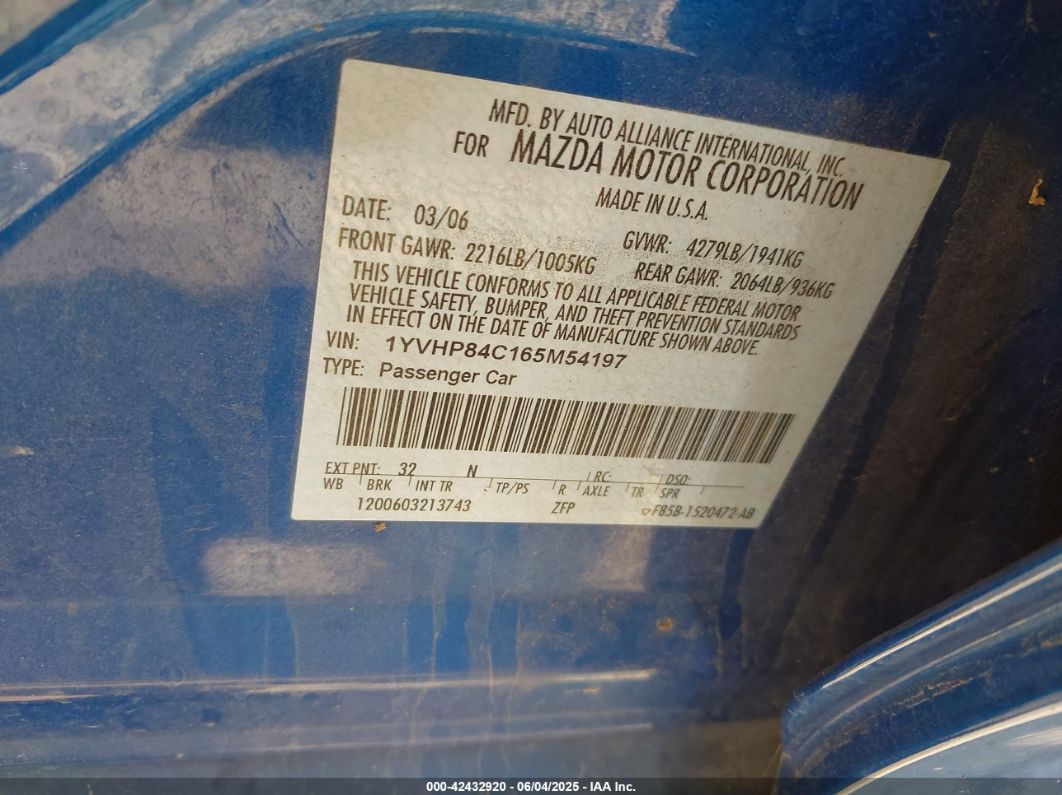 MFD. BY AUTO ALLIANCE INTERNATIONAL, INC.
FOR MAZDA MOTOR CORPORATION
MADE IN U.S.A.
DATE: 03/06 GVWR: 4279LB/1941KG
FRONT GAWR: 2216LB/1005KG REAR GAWR: 2064LB/936KG
THIS VEHICLE CONFORMS TO ALL APPLICABLE FEDERAL MOTOR
VEHICLE SAFETY, BUMPER, AND THEFT PREVENTION STANDARDS
IN EFFECT ON THE DATE OF MANUFACTURE SHOWN ABOVE.
VIN: 1YVHP84C165M54197
TYPE: Passenger Car
EXT PNT: 32 N RC: DSO:
WB BRK INT TR TP/PS R AXLE TR SPR
1200603213743 ZFP F85B-1520472-AB
000-42432920 - 06/04/2025 - IAA Inc.